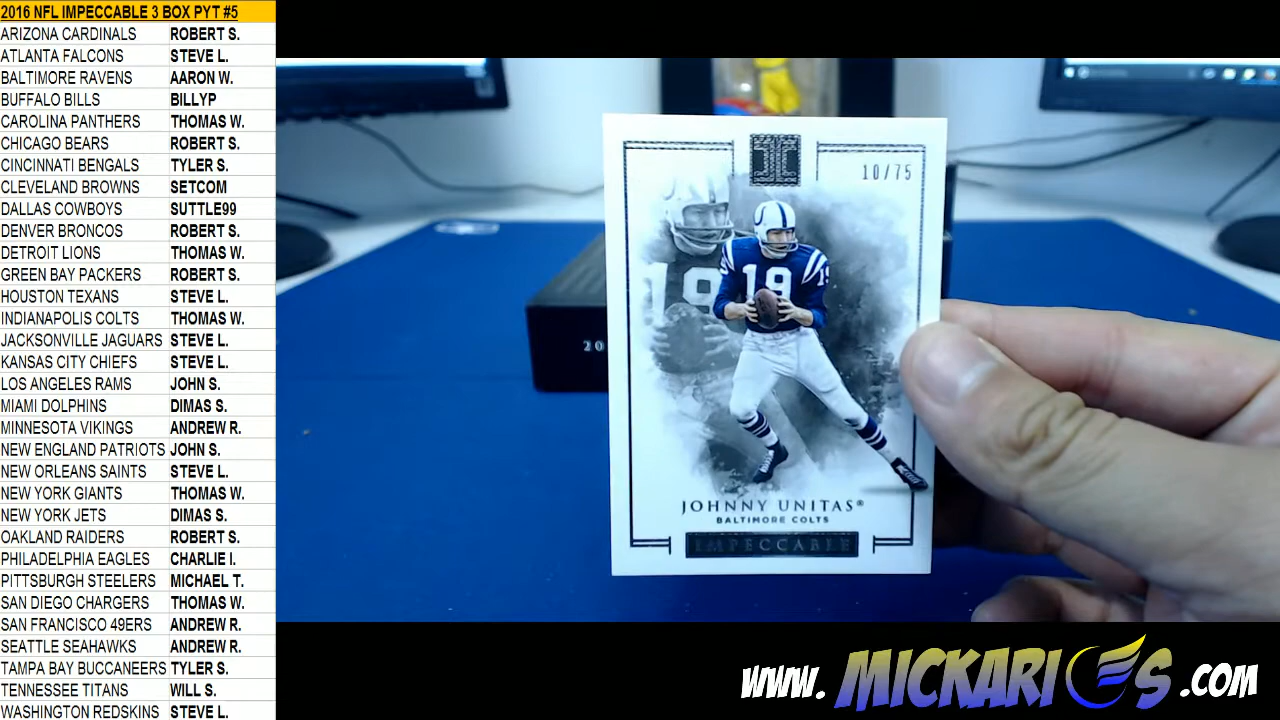 2016 NFL IMPECCABLE 3 BOX PYT #5
ARIZONA CARDINALS ROBERT S.
ATLANTA FALCONS STEVE L.
BALTIMORE RAVENS AARON W.
BUFFALO BILLS BILLYP
CAROLINA PANTHERS THOMAS W.
CHICAGO BEARS ROBERT S.
CINCINNATI BENGALS TYLER S.
CLEVELAND BROWNS SETCOM
DALLAS COWBOYS SUTTLE99
DENVER BRONCOS ROBERT S.
DETROIT LIONS THOMAS W.
GREEN BAY PACKERS ROBERT S.
HOUSTON TEXANS STEVE L.
INDIANAPOLIS COLTS THOMAS W.
JACKSONVILLE JAGUARS STEVE L.
KANSAS CITY CHIEFS STEVE L.
LOS ANGELES RAMS JOHN S.
MIAMI DOLPHINS DIMAS S.
MINNESOTA VIKINGS ANDREW R.
NEW ENGLAND PATRIOTS JOHN S.
NEW ORLEANS SAINTS STEVE L.
NEW YORK GIANTS THOMAS W.
NEW YORK JETS DIMAS S.
OAKLAND RAIDERS ROBERT S.
PHILADELPHIA EAGLES CHARLIE I.
PITTSBURGH STEELERS MICHAEL T.
SAN DIEGO CHARGERS THOMAS W.
SAN FRANCISCO 49ERS ANDREW R.
SEATTLE SEAHAWKS ANDREW R.
TAMPA BAY BUCCANEERS TYLER S.
TENNESSEE TITANS WILL S.
WASHINGTON REDSKINS STEVE L.
10/75
19
19
19
20
JOHNNY UNITAS®
BALTIMORE COLTS
IMPECCABLE
www.MICKARIES.com